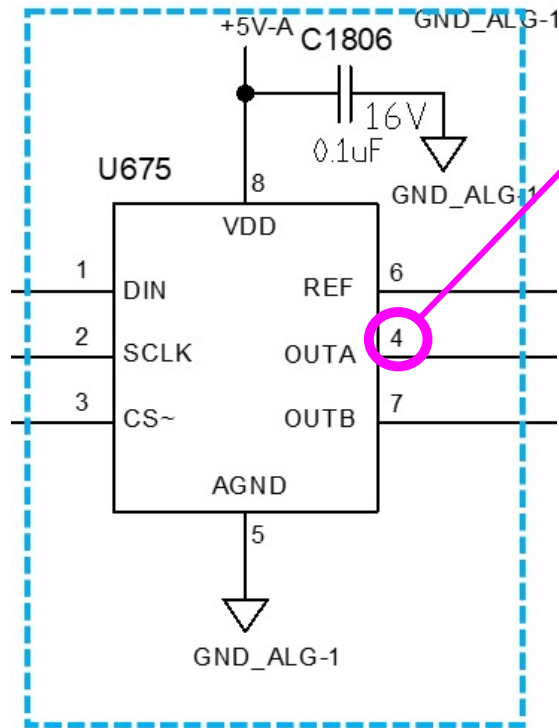 +5V-A
C1806
GND_ALG-1
16V
0.1uF
U675
8
GND_ALG-1
VDD
1
DIN
REF
6
2
SCLK
OUTA
4
3
CS~
OUTB
7
AGND
5
GND_ALG-1